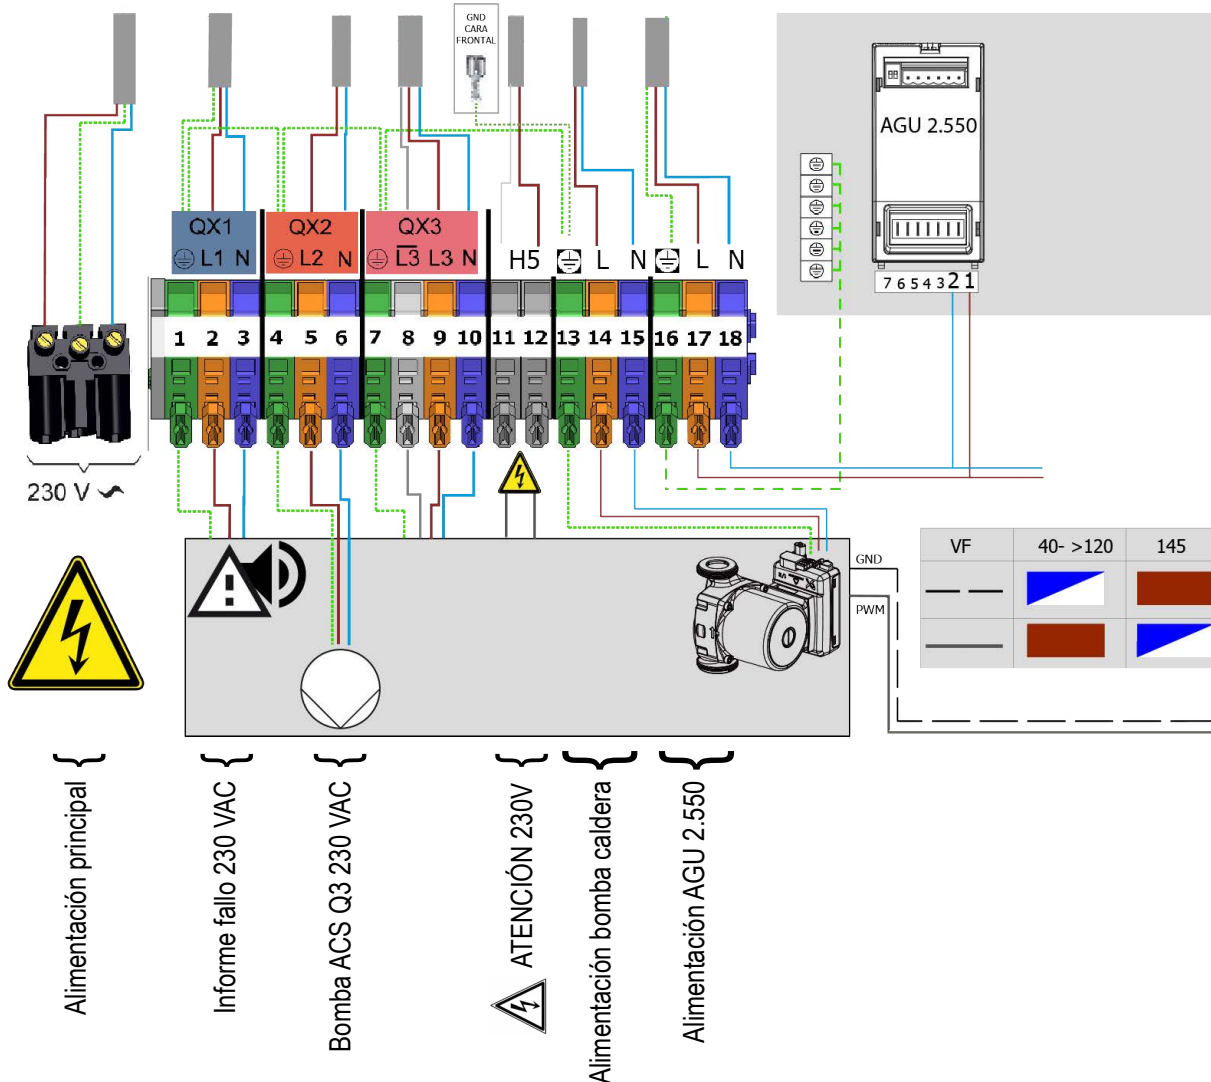 GND
CARA
FRONTAL
AGU 2.550
QX1
QX2
QX3
L1 N
L2 N
L3 L3 N
H5
L N
L N
7 6 5 4 3 2 1
1 2 3 4 5 6 7 8 9 10 11 12 13 14 15 16 17 18
230 V
VF 40- >120 145
GND
PWM
Alimentación principal
Informe fallo 230 VAC
Bomba ACS Q3 230 VAC
ATENCIÓN 230V
Alimentación bomba caldera
Alimentación AGU 2.550